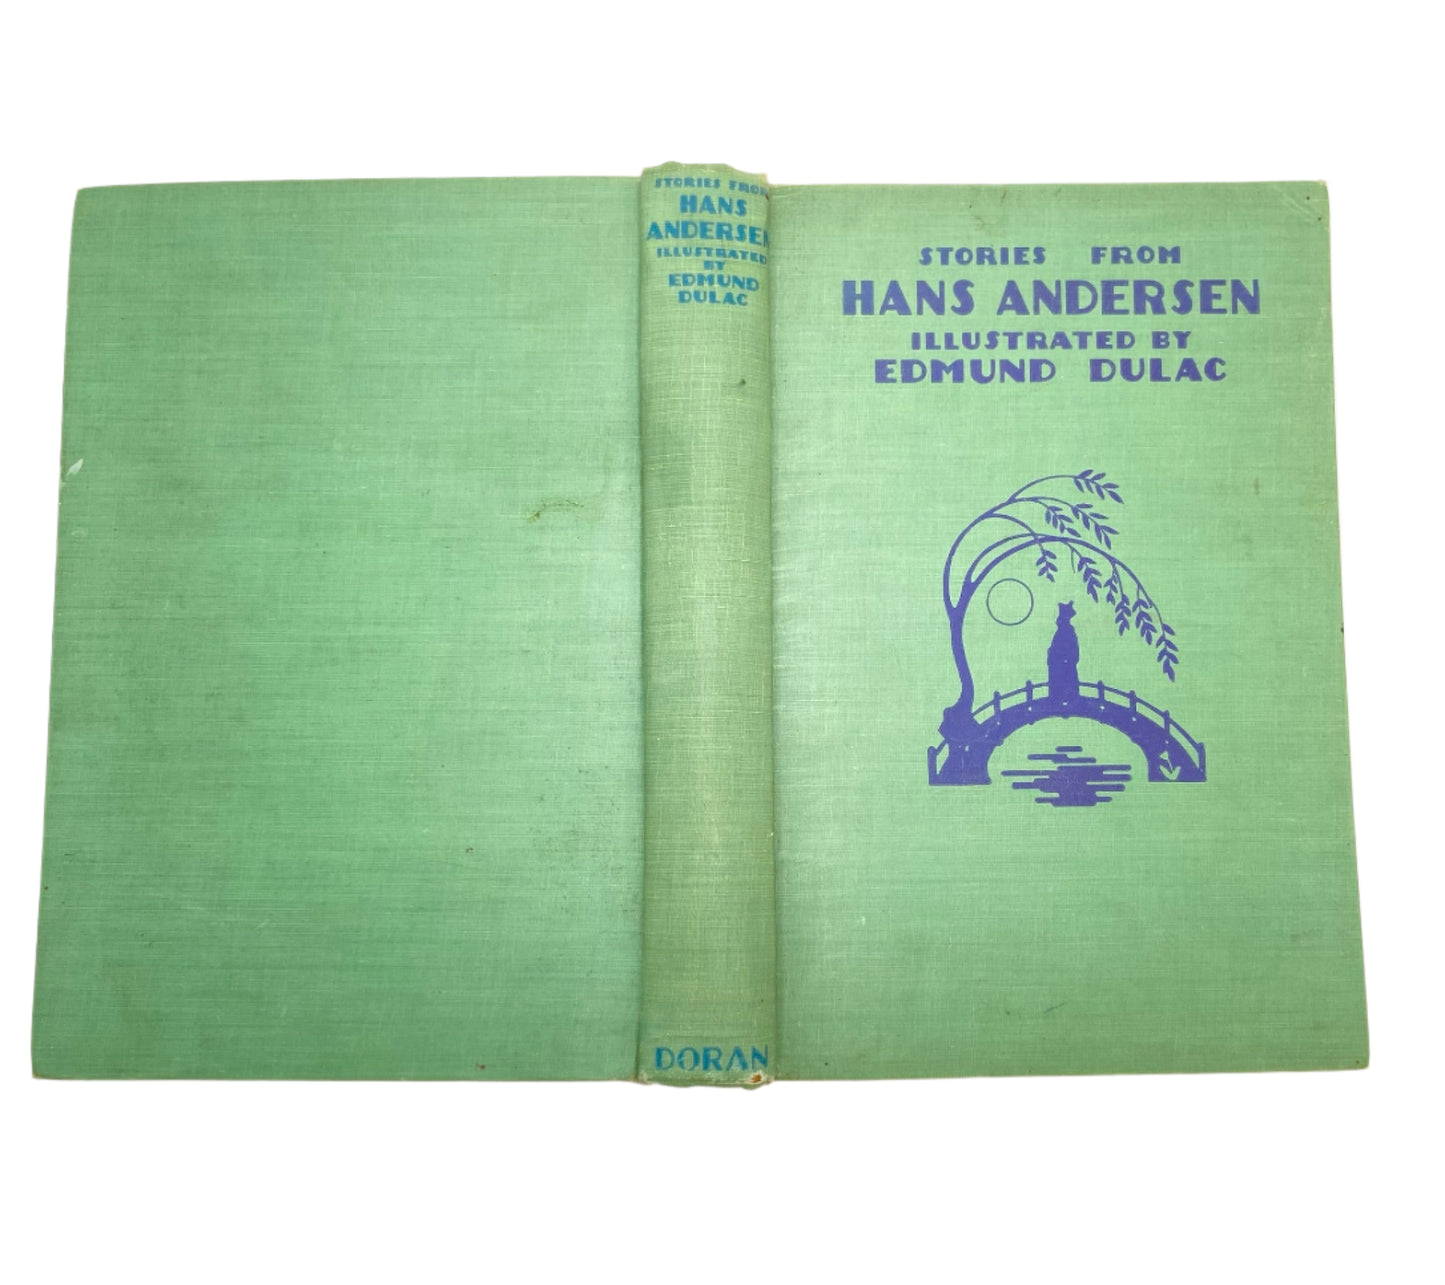 STORIES FROM
HANS
ANDERSEN
ILLUSTRATED
BY
EDMUND
DULAC
DORAN
STORIES FROM
HANS ANDERSEN
ILLUSTRATED BY
EDMUND DULAC